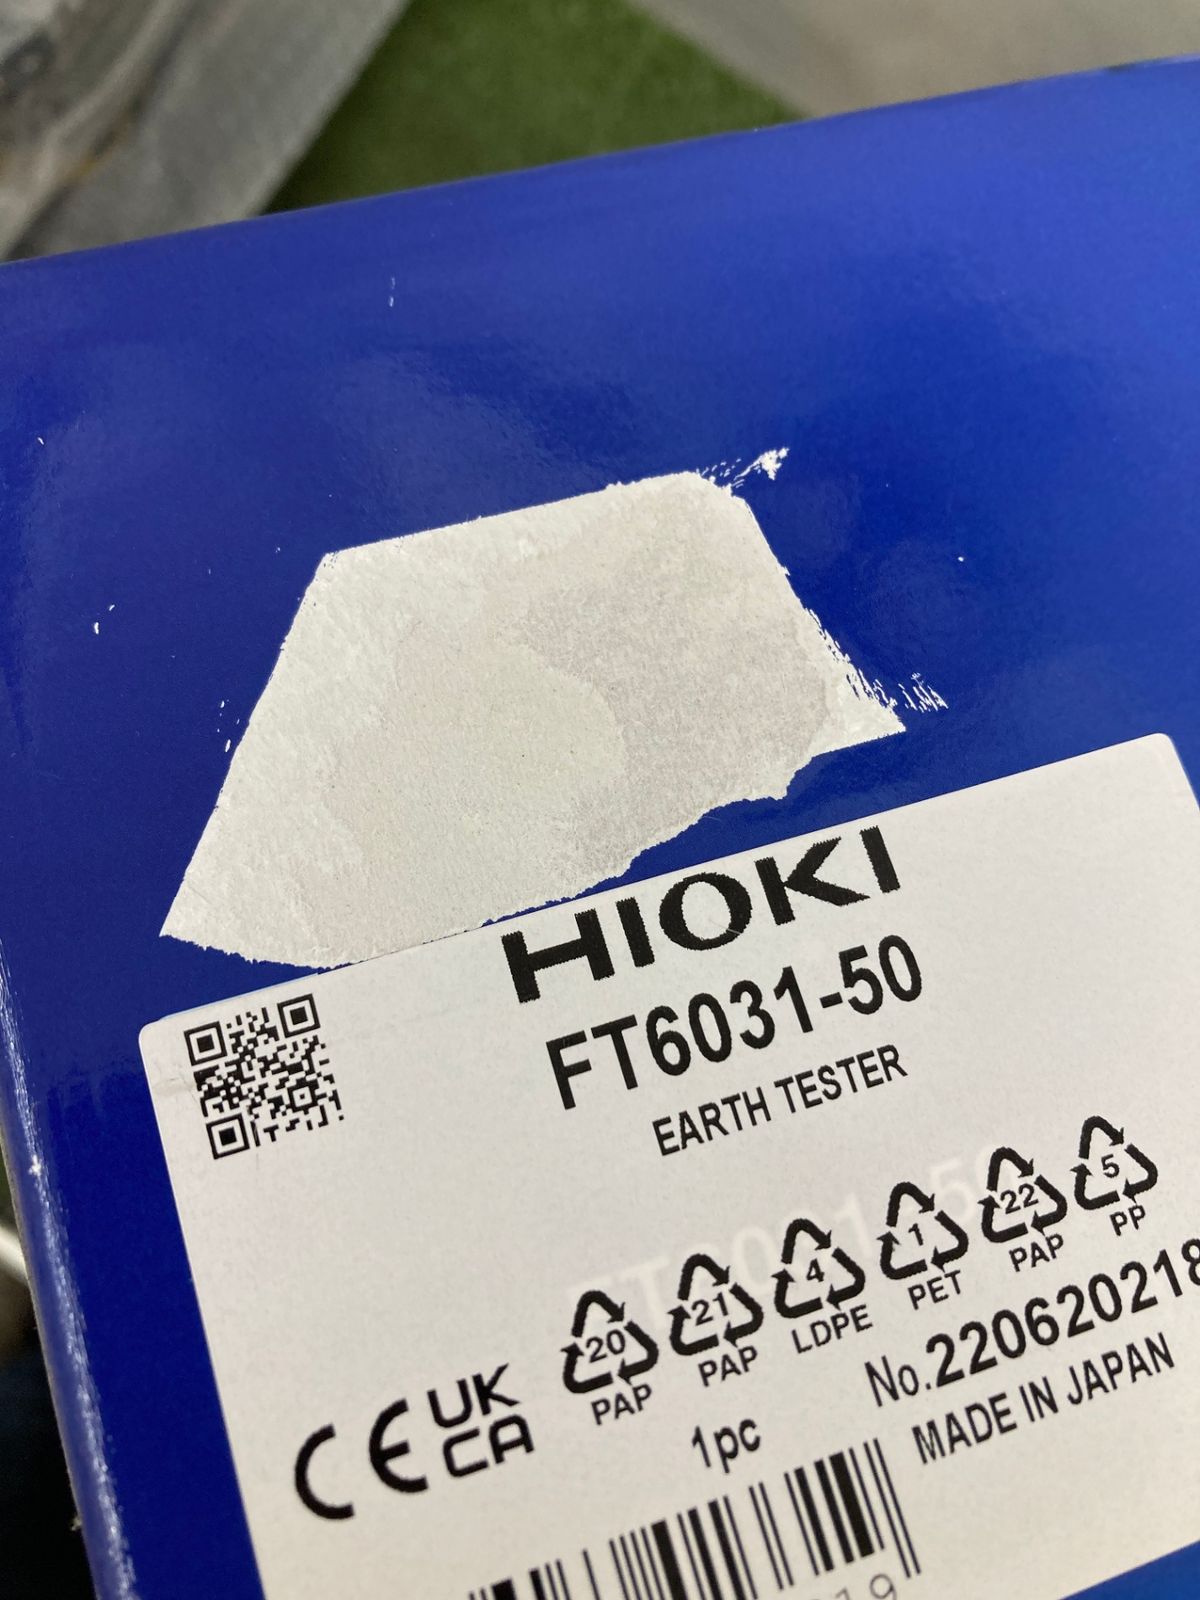 HIOKI
FT6031-50
EARTH TESTER
20 PAP 21 PAP 4 LDPE 1 PET 22 PAP 5 PP
CE UK CA
1pc
No.220620218
MADE IN JAPAN